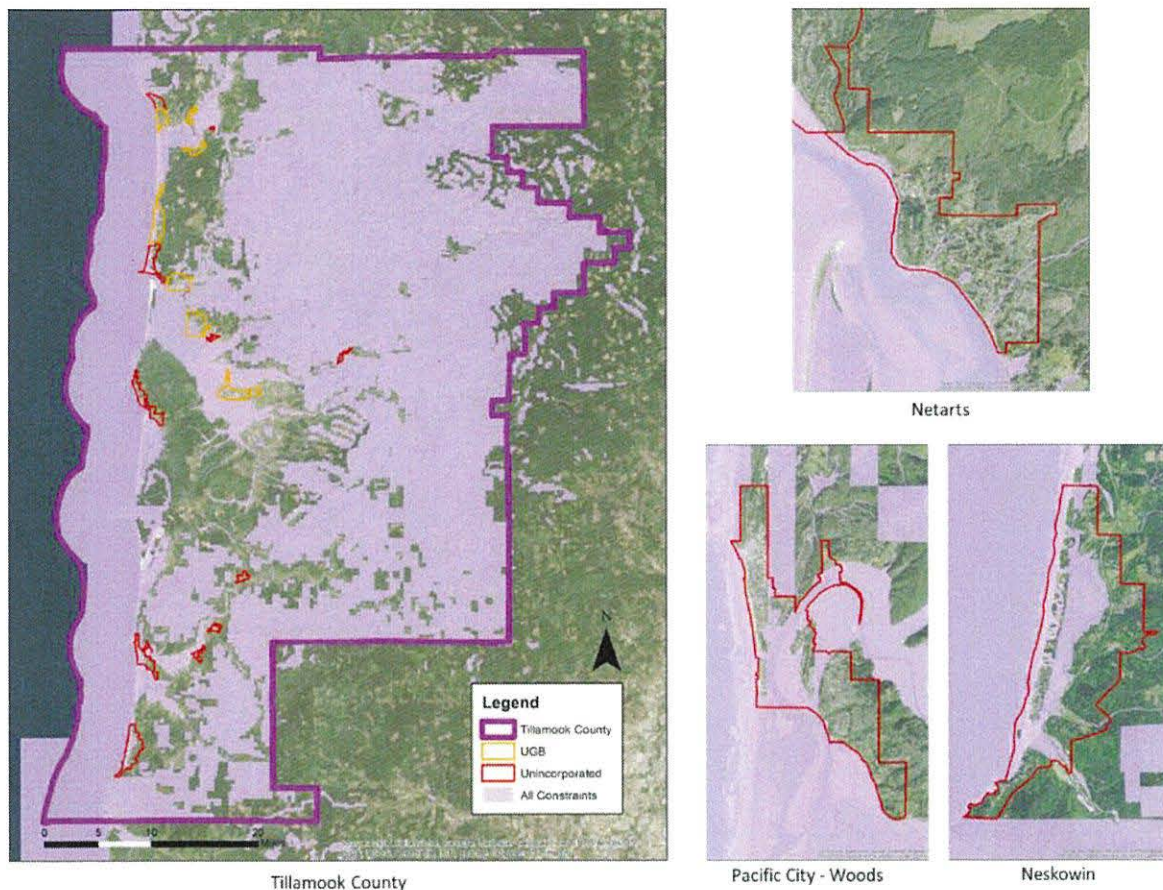 N
Legend
Tillamook County
UGB
Unincorporated
All Constraints
0 5 10 20
Tillamook County
Netarts
Pacific City - Woods
Neskowin